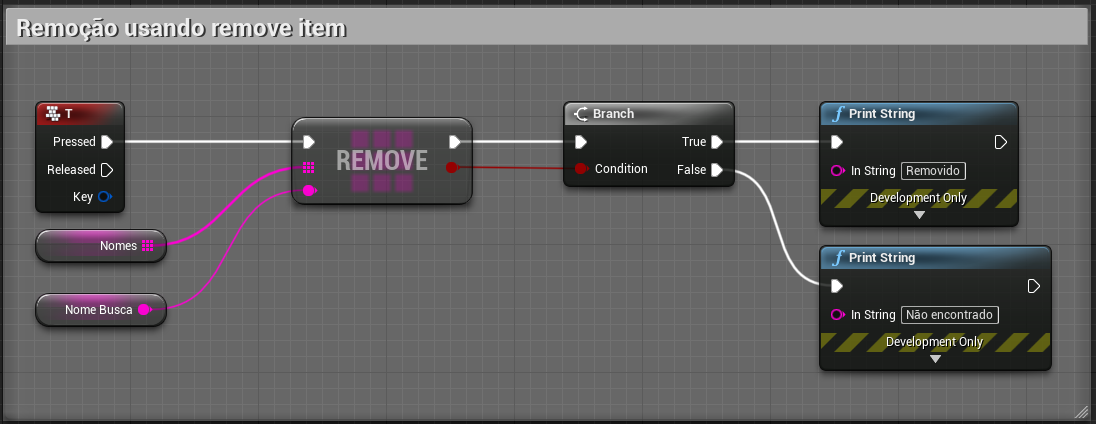 Remoção usando remove item
T
Pressed
Released
Key
Nomes
Nome Busca
REMOVE
Branch
True
Condition
False
Print String
In String Removido
Development Only
Print String
In String Não encontrado
Development Only